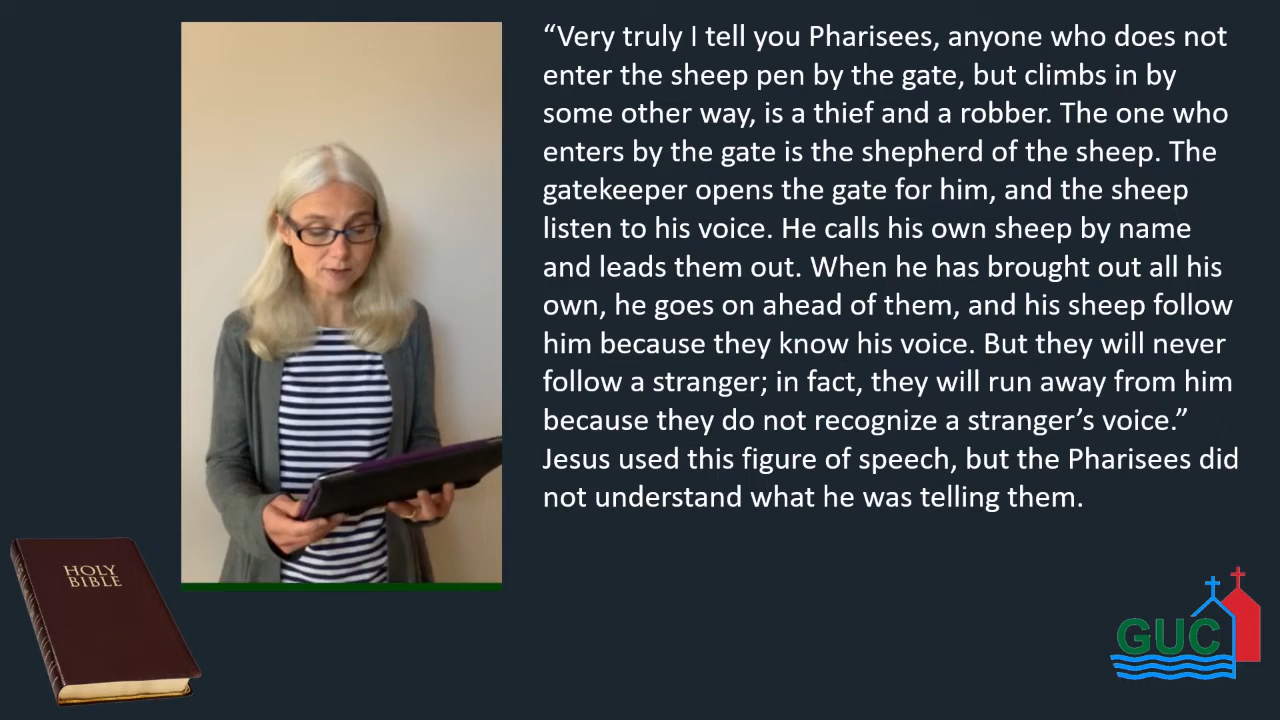 “Very truly I tell you Pharisees, anyone who does not
enter the sheep pen by the gate, but climbs in by
some other way, is a thief and a robber. The one who
enters by the gate is the shepherd of the sheep. The
gatekeeper opens the gate for him, and the sheep
listen to his voice. He calls his own sheep by name
and leads them out. When he has brought out all his
own, he goes on ahead of them, and his sheep follow
him because they know his voice. But they will never
follow a stranger; in fact, they will run away from him
because they do not recognize a stranger’s voice.”
Jesus used this figure of speech, but the Pharisees did
not understand what he was telling them.
HOLY
BIBLE
GUC